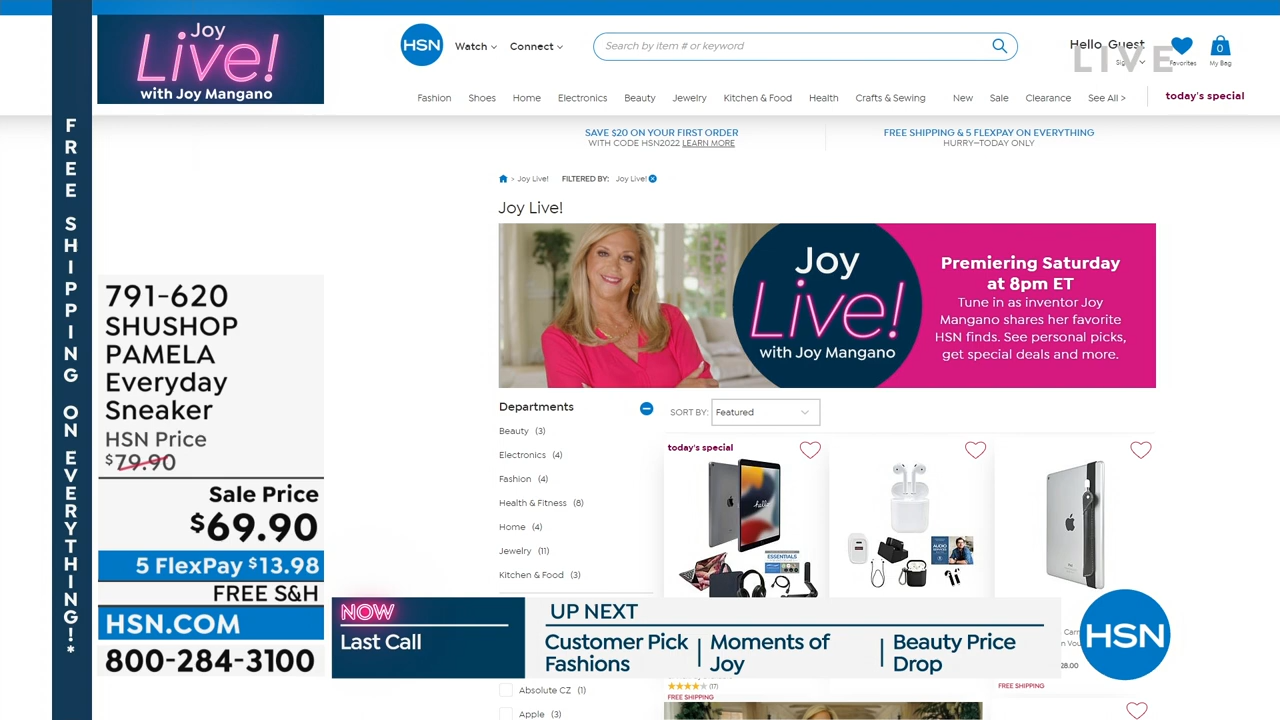 FREE SHIPPING ON EVERYTHING!*
Joy
Live!
with Joy Mangano
HSN
Watch
Connect
Search by item # or keyword
Hello, Guest
LIVE
Favorites
0
My Bag
Fashion
Shoes
Home
Electronics
Beauty
Jewelry
Kitchen & Food
Health
Crafts & Sewing
New
Sale
Clearance
See All >
today's special
SAVE $20 ON YOUR FIRST ORDER
WITH CODE HSN2022 LEARN MORE
FREE SHIPPING & 5 FLEXPAY ON EVERYTHING
HURRY–TODAY ONLY
> Joy Live!
FILTERED BY: Joy Live!
Joy Live!
Joy
Live!
with Joy Mangano
Premiering Saturday
at 8pm ET
Tune in as inventor Joy
Mangano shares her favorite
HSN finds. See personal picks,
get special deals and more.
791-620
SHUSHOP
PAMELA
Everyday
Sneaker
HSN Price
$79.90
Sale Price
$69.90
5 FlexPay $13.98
FREE S&H
HSN.COM
800-284-3100
Departments
Beauty (3)
Electronics (4)
Fashion (4)
Health & Fitness (8)
Home (4)
Jewelry (11)
Kitchen & Food (3)
SORT BY: Featured
today's special
hello
ESSENTIALS
AUDIO
NOW
Last Call
UP NEXT
Customer Pick
Fashions
Moments of
Joy
Beauty Price
Drop
HSN
28.00
(17)
FREE SHIPPING
FREE SHIPPING
Absolute CZ (1)
Apple (3)